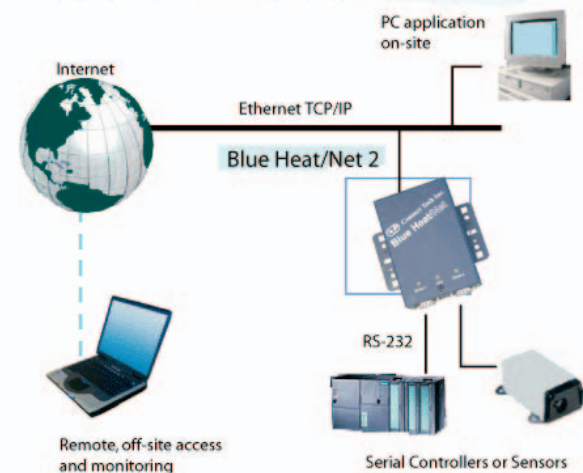 PC application
on-site
Internet
Ethernet TCP/IP
Blue Heat/Net 2
Connect Tech Inc.
Blue Heat/Net
RS-232
Remote, off-site access
and monitoring
Serial Controllers or Sensors